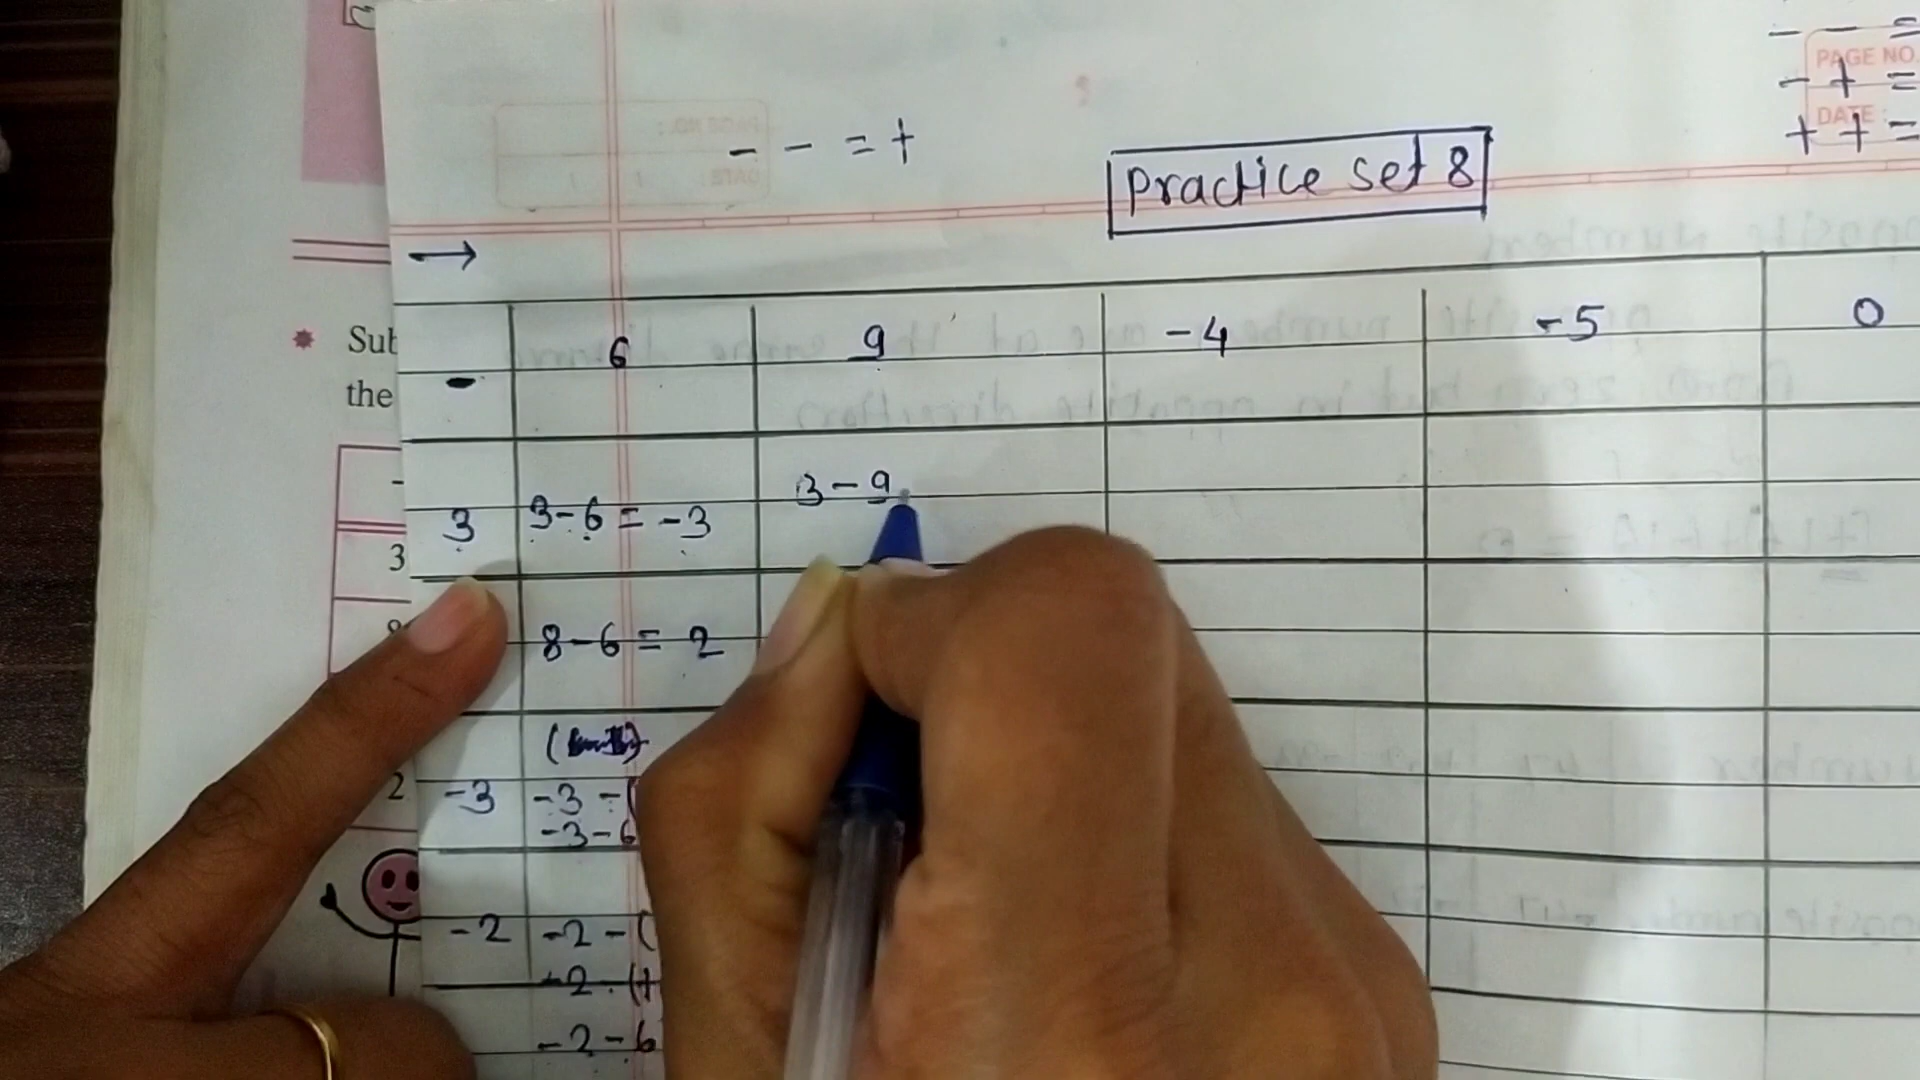 - - =
PAGE NO.
- - = +
- + =
DATE :
+ + =
Practice set 8
→
- 6 9 -4 -5 0
Sub
the
3 3-6 = -3 3-9
3
8-6 = 2
2
-3 -3 -(
-3-6
-2 -2 -(
-2 - (+
-2 - 6